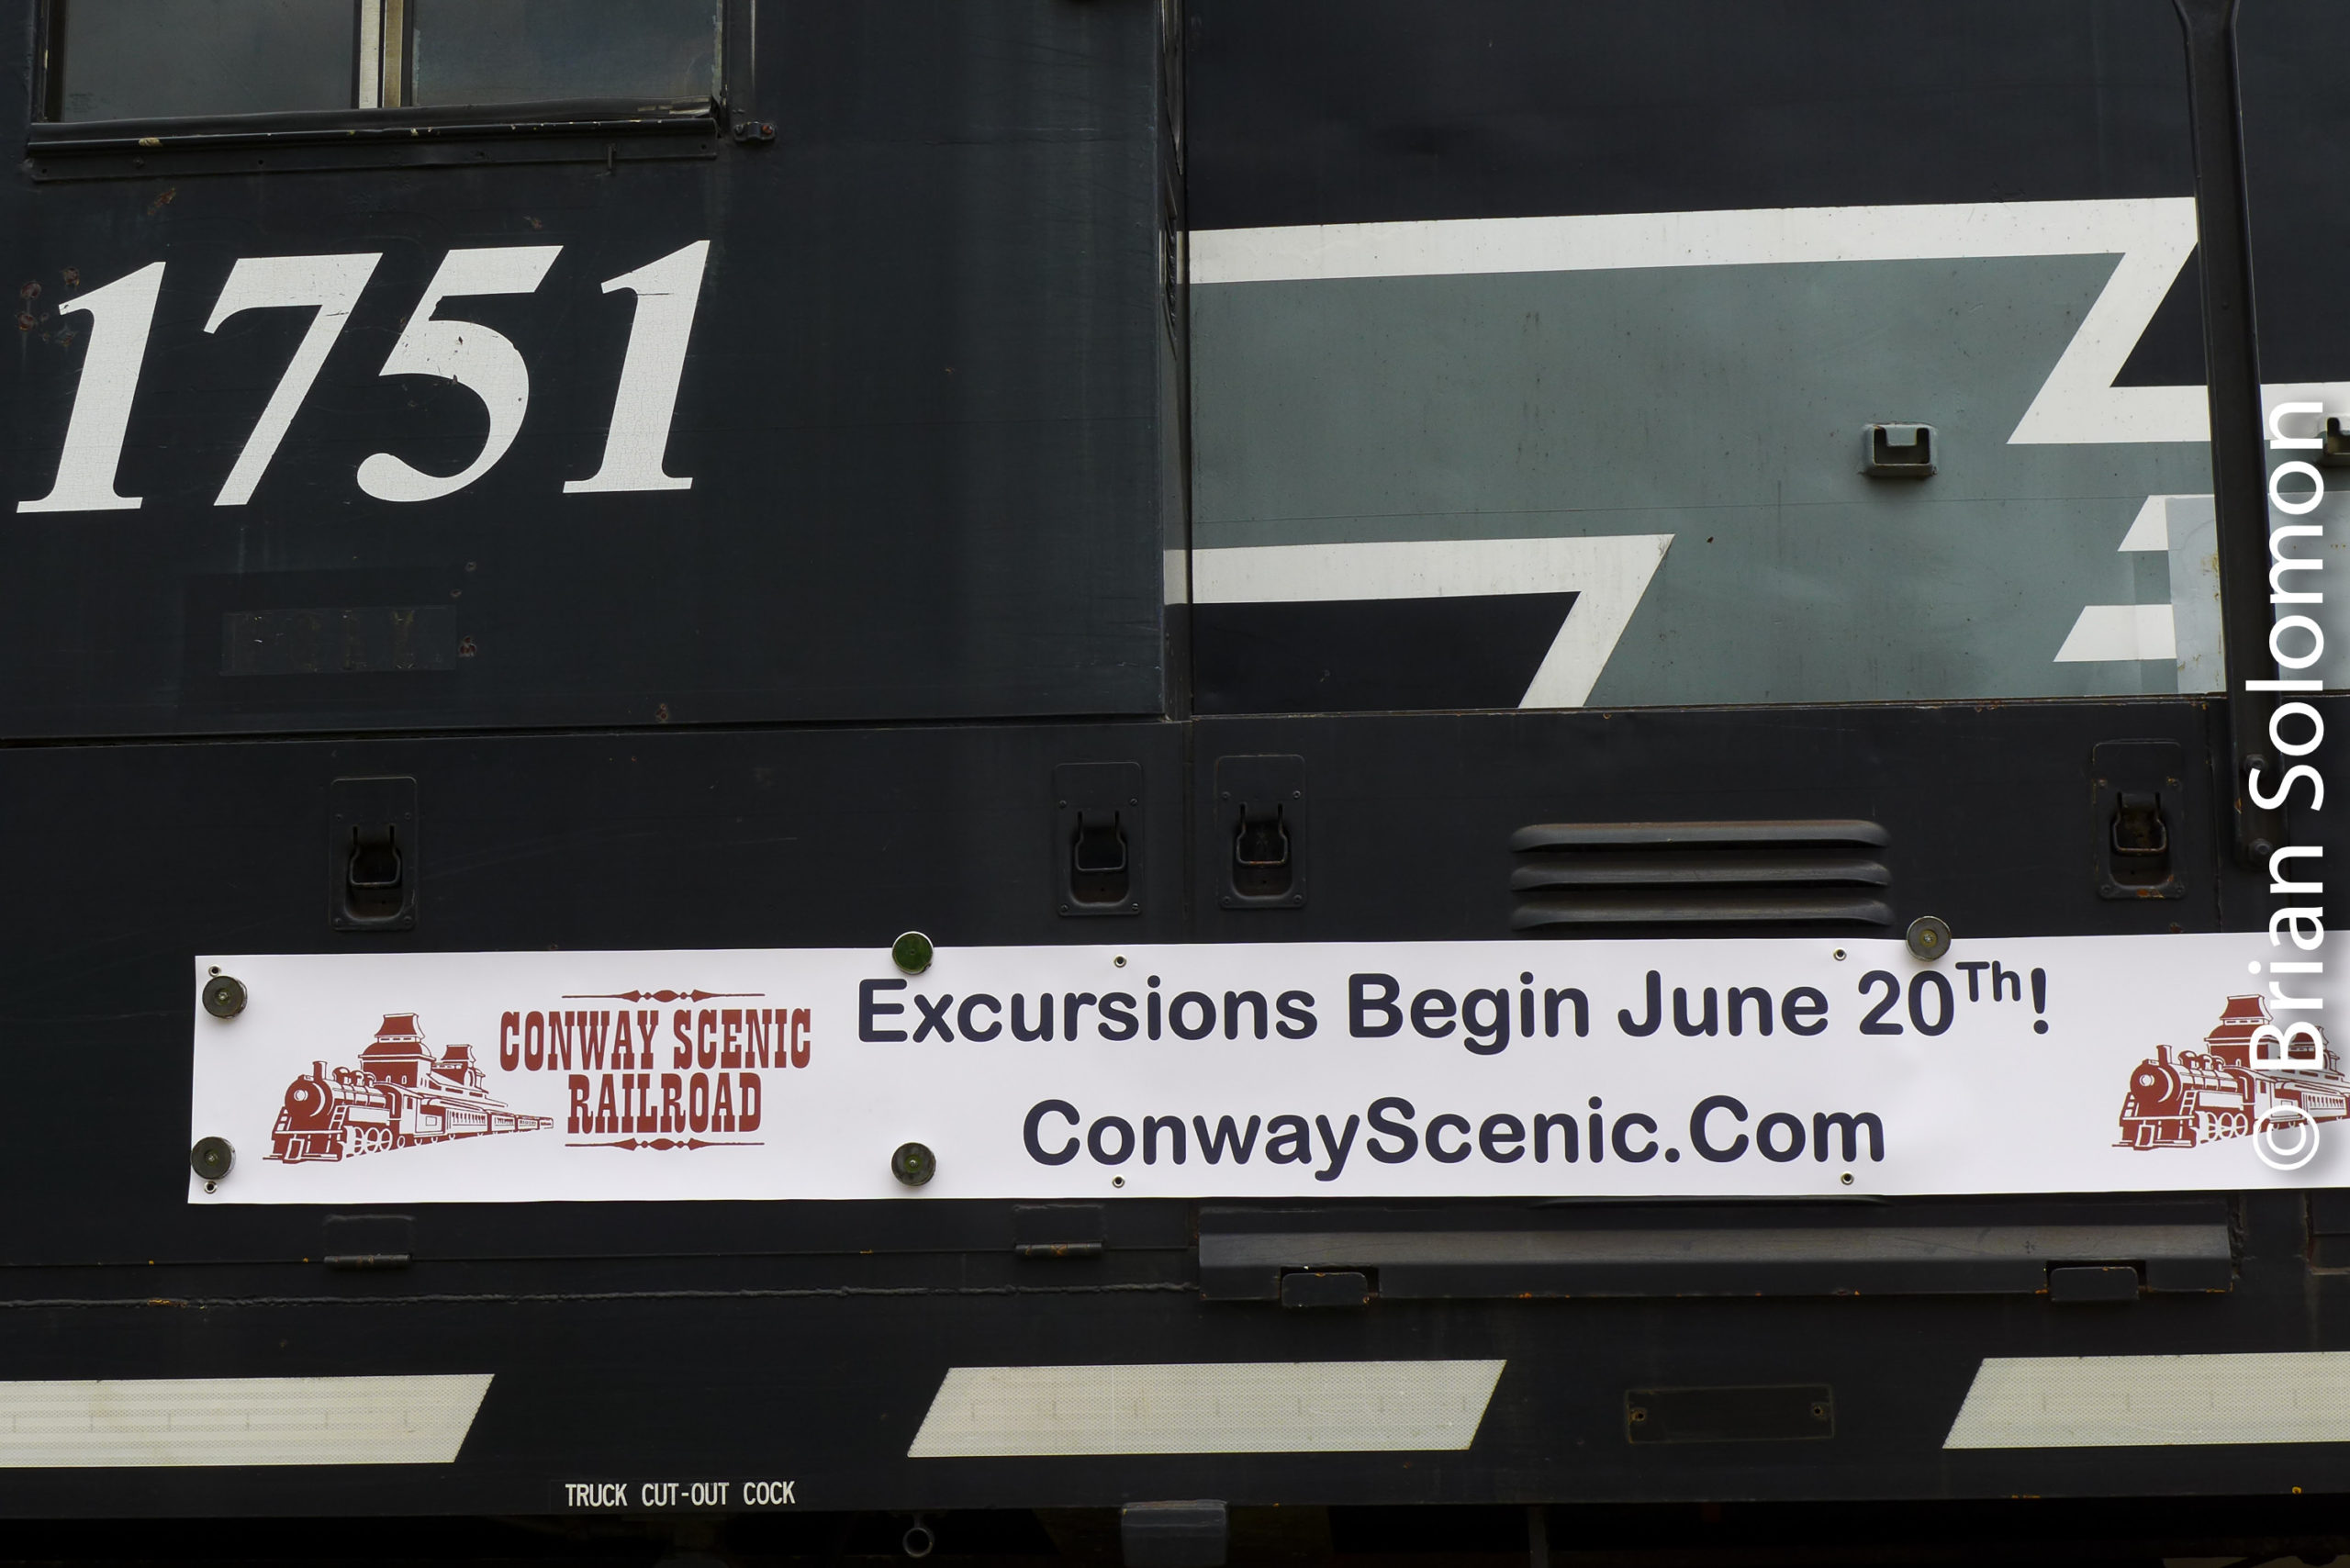 1751
CONWAY SCENIC
RAILROAD
Excursions Begin June 20Th!
ConwayScenic.Com
TRUCK CUT-OUT COCK
© Brian Solomon